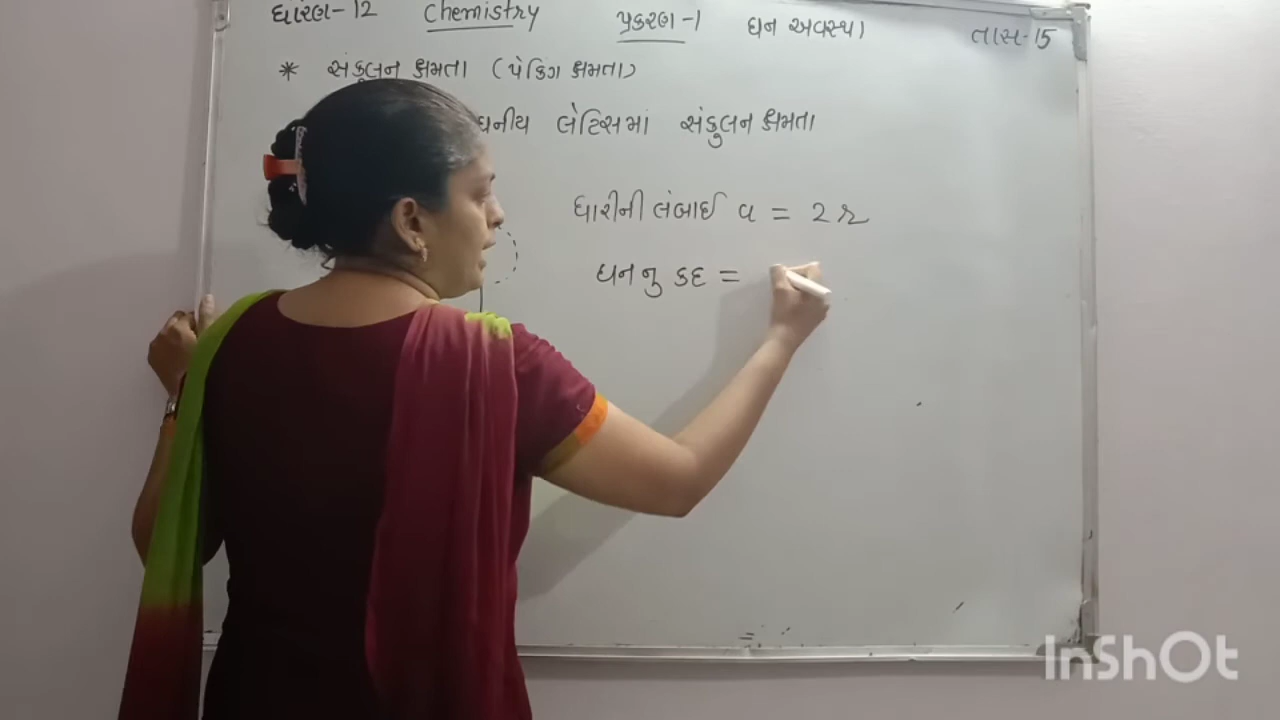 ધોરણ-12 Chemistry પ્રકરણ-1 ઘન અવસ્થા તાસ-15
* સંકુલન ક્ષમતા (પેકિંગ ક્ષમતા)
ઘનીય લેટિસમાં સંકુલન ક્ષમતા
ધારીની લંબાઈ a = 2r
ઘનનુ કદ =
InShOt